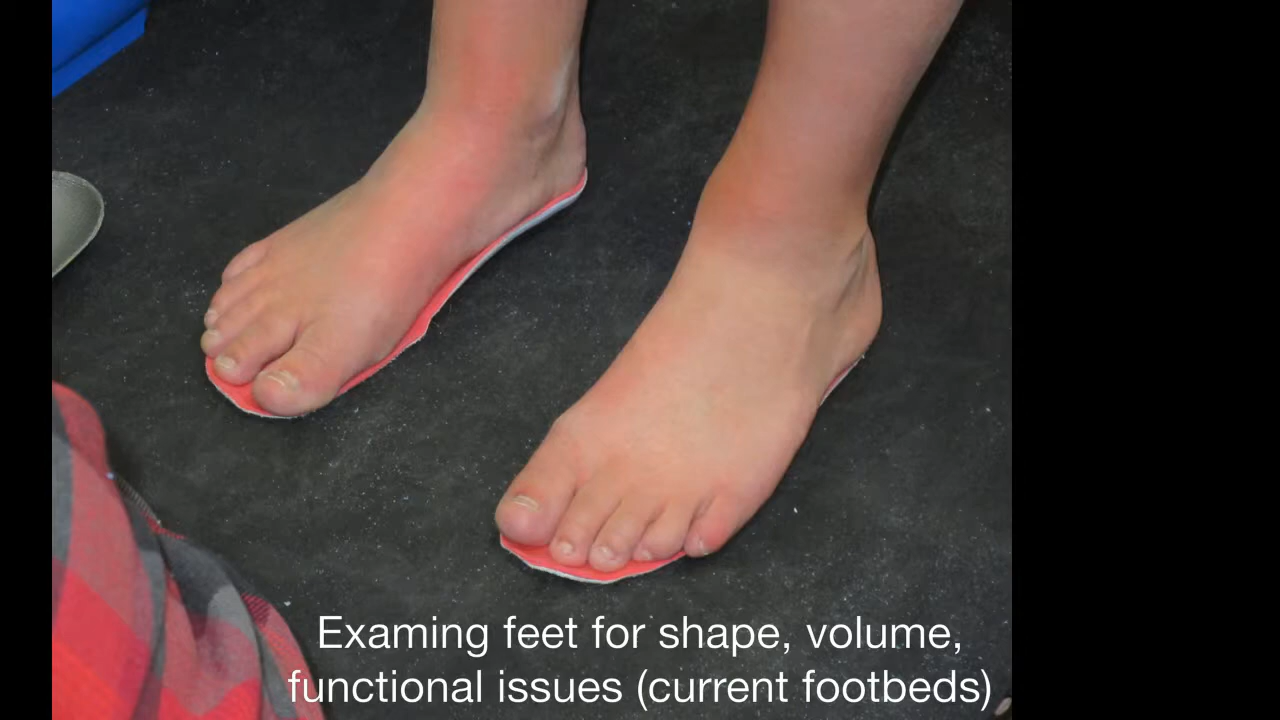 Examing feet for shape, volume,
functional issues (current footbeds)